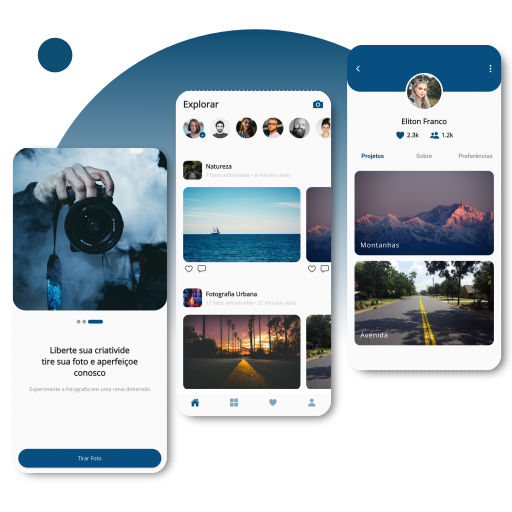 Liberte sua criativide
tire sua foto e aperfeiçoe
conosco
Experimente a fotografia em uma nova dimensão
Tirar Foto
Explorar
Natureza
7 fotos adicionadas • 8 minutos atrás
Fotografia Urbana
12 fotos adicionadas • 32 minutos atrás
Eliton Franco
2.3k
1.2k
Projetos
Sobre
Preferências
Montanhas
Avenida